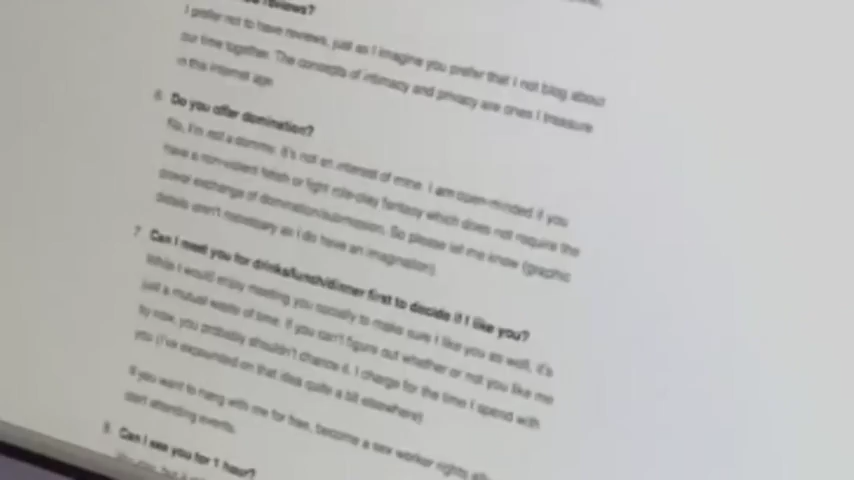 reviews?
I prefer not to have reviews, just as I imagine you prefer that I not blog about
our time together. The concepts of intimacy and privacy are ones I treasure
in this internet age.
6. Do you offer domination?
No, I'm not a domme. It's not an interest of mine. I am open-minded if you
have a non-violent fetish or light role-play fantasy which does not require the
power exchange of domination/submission. So please let me know (graphic
details aren't necessary as I do have an imagination).
7. Can I meet you for drinks/lunch/dinner first to decide if I like you?
While I would enjoy meeting you socially to make sure I like you as well, it's
just a mutual waste of time. If you can't figure out whether or not you like me
by now, you probably shouldn't chance it. I charge for the time I spend with
you (I've expounded on that idea quite a bit elsewhere).
If you want to hang with me for free, become a sex worker rights
start attending events.
8. Can I see you for 1 hour?